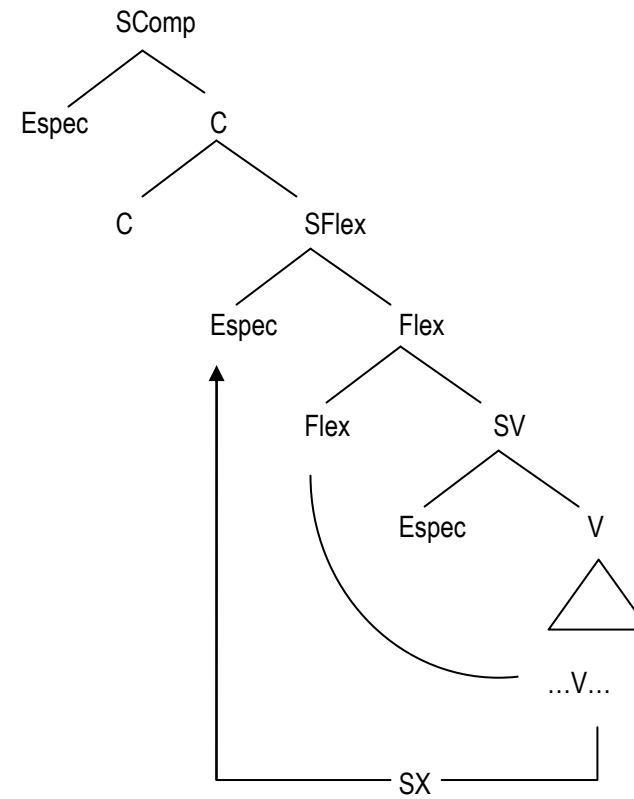 SComp
Espec C
C SFlex
Espec Flex
Flex SV
Espec V
...V...
SX